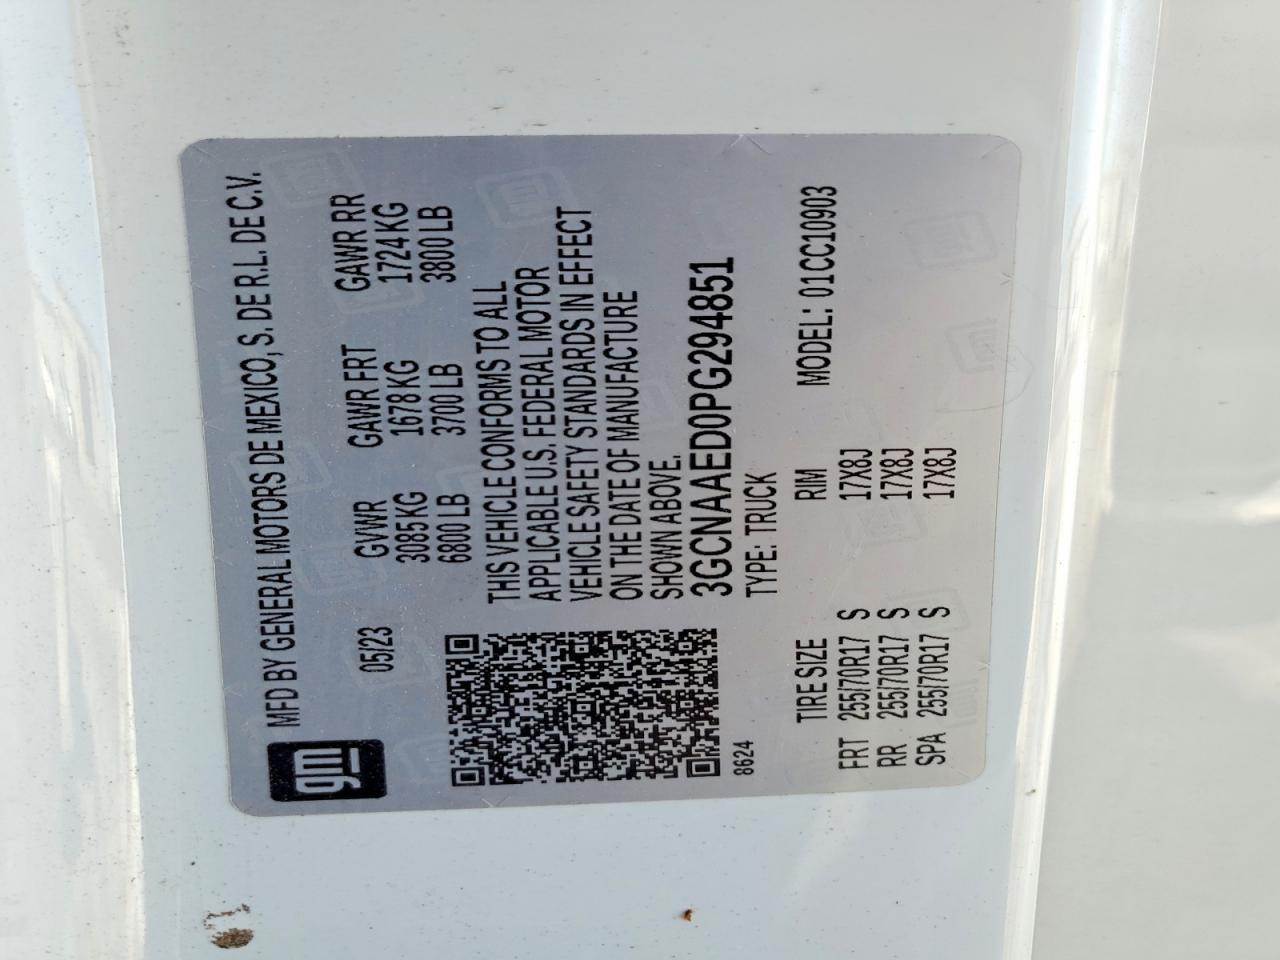 gm
MFD BY GENERAL MOTORS DE MEXICO, S. DE R.L. DE C.V.
05/23 GVWR GAWR FRT GAWR RR
3085 KG 1678 KG 1724 KG
6800 LB 3700 LB 3800 LB
THIS VEHICLE CONFORMS TO ALL
APPLICABLE U.S. FEDERAL MOTOR
VEHICLE SAFETY STANDARDS IN EFFECT
ON THE DATE OF MANUFACTURE
SHOWN ABOVE.
3GCNAAED0PG294851
8624 TYPE: TRUCK
TIRE SIZE RIM MODEL: 01CC10903
FRT 255/70R17 S 17X8J
RR 255/70R17 S 17X8J
SPA 255/70R17 S 17X8J